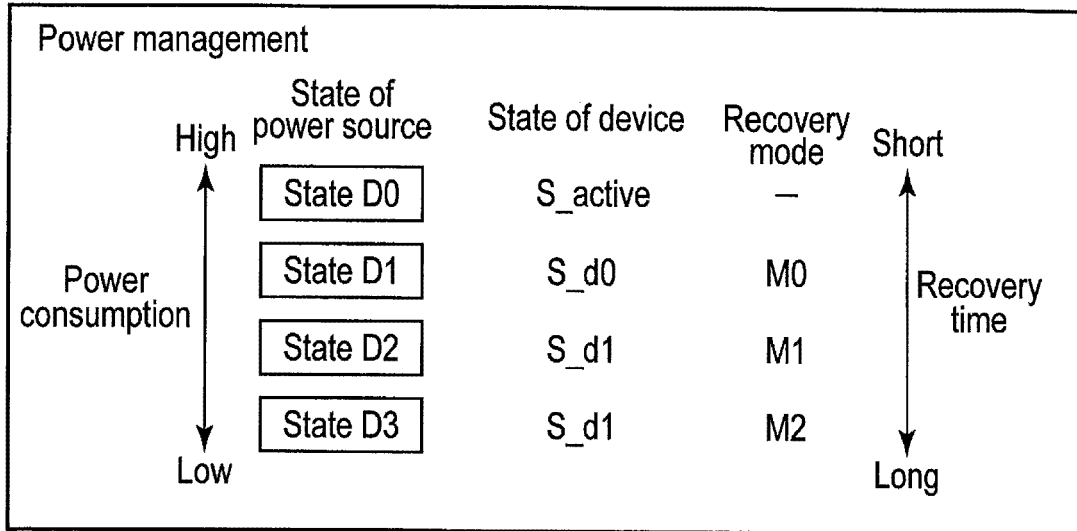 Power management
State of
power source
State of device
Recovery
mode
High
Short
State D0
S_active
—
State D1
S_d0
M0
Power
consumption
Recovery
time
State D2
S_d1
M1
State D3
S_d1
M2
Low
Long